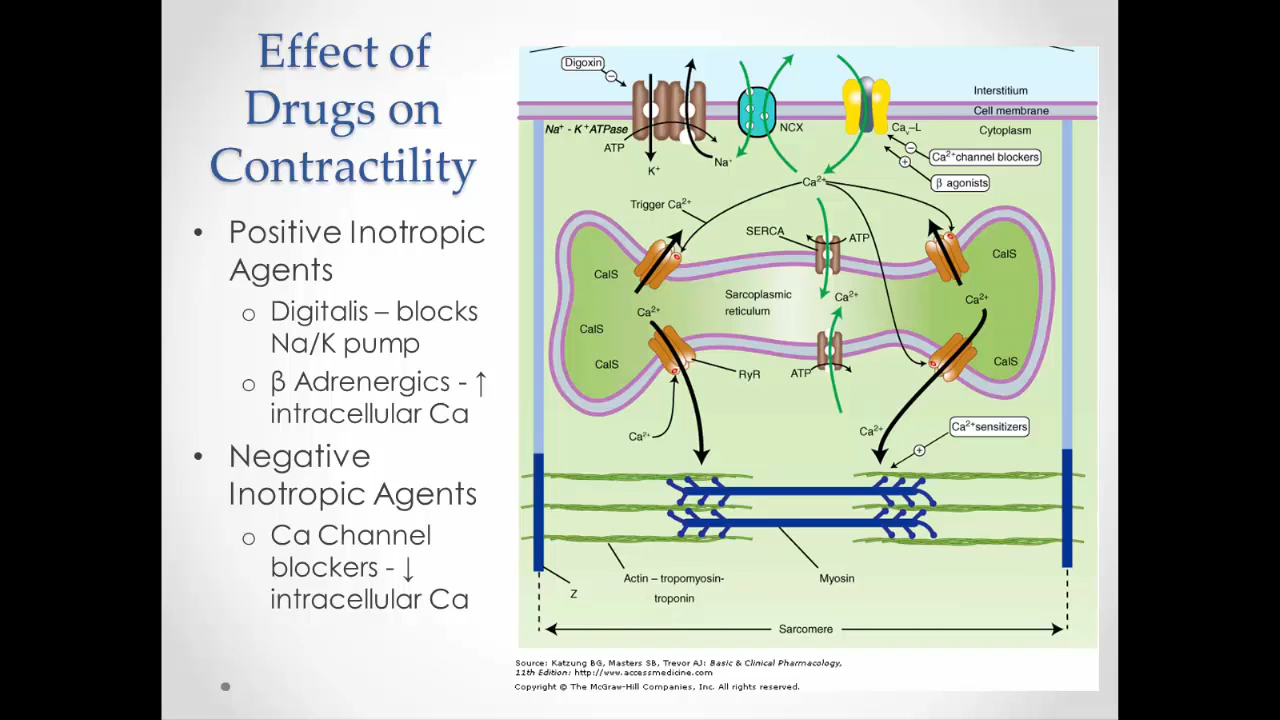 Effect of
Drugs on
Contractility
• Positive Inotropic
Agents
o Digitalis – blocks
Na/K pump
o β Adrenergics - ↑
intracellular Ca
• Negative
Inotropic Agents
o Ca Channel
blockers - ↓
intracellular Ca
Digoxin
−
Interstitium
Cell membrane
Cytoplasm
Na⁺ - K⁺ATPase
ATP
K⁺
Na⁺
NCX
Caᵥ–L
−
Ca²⁺channel blockers
+
β agonists
Ca²⁺
Trigger Ca²⁺
SERCA
ATP
CalS
CalS
Sarcoplasmic
reticulum
Ca²⁺
Ca²⁺
Ca²⁺
CalS
CalS
CalS
RyR
ATP
Ca²⁺
Ca²⁺
Ca²⁺sensitizers
+
Actin – tropomyosin-
troponin
Myosin
Z
Sarcomere
Source: Katzung BG, Masters SB, Trevor AJ: Basic & Clinical Pharmacology,
11th Edition: http://www.accessmedicine.com
Copyright © The McGraw-Hill Companies, Inc. All rights reserved.